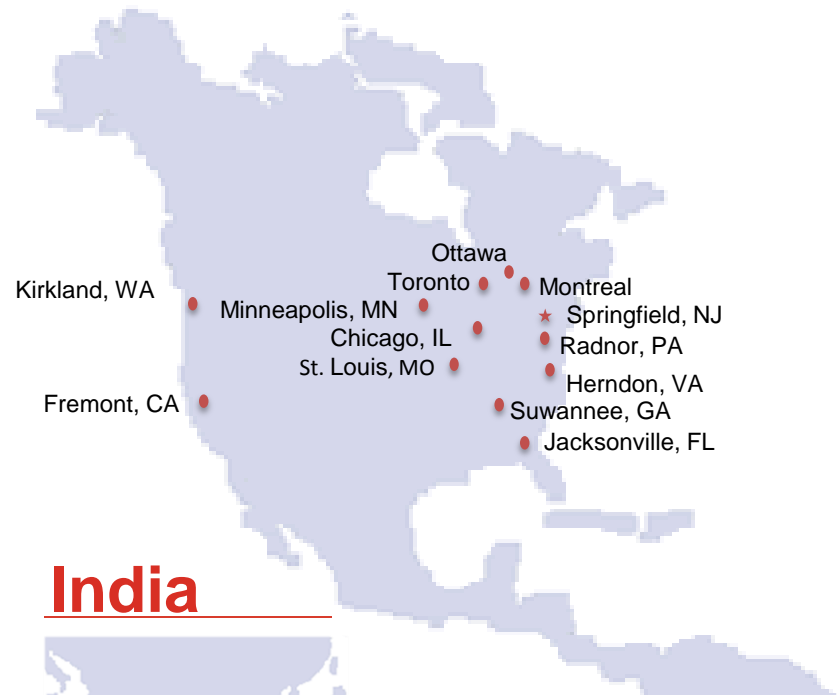 Ottawa
Toronto
Montreal
Kirkland, WA
Minneapolis, MN
Springfield, NJ
Chicago, IL
Radnor, PA
St. Louis, MO
Herndon, VA
Fremont, CA
Suwannee, GA
Jacksonville, FL
India